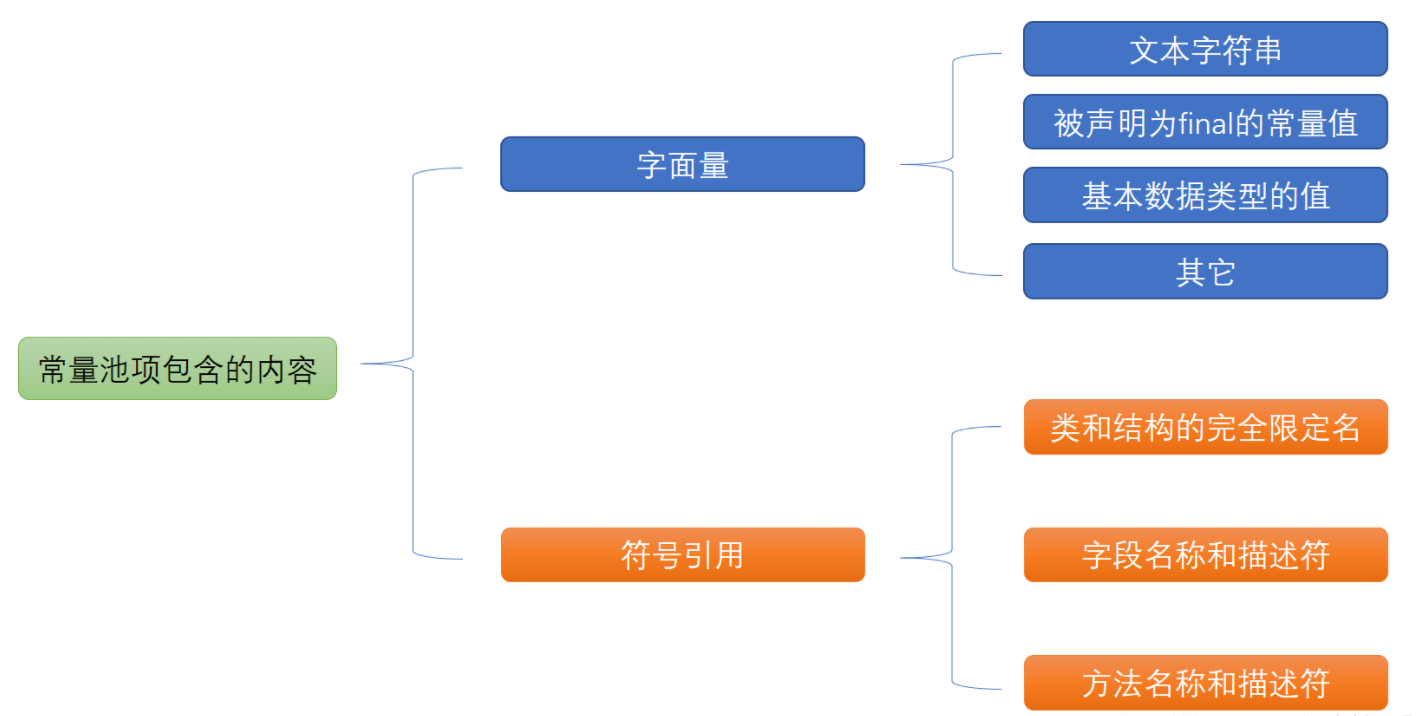 文本字符串
被声明为final的常量值
字面量
基本数据类型的值
其它
常量池项包含的内容
类和结构的完全限定名
符号引用
字段名称和描述符
方法名称和描述符